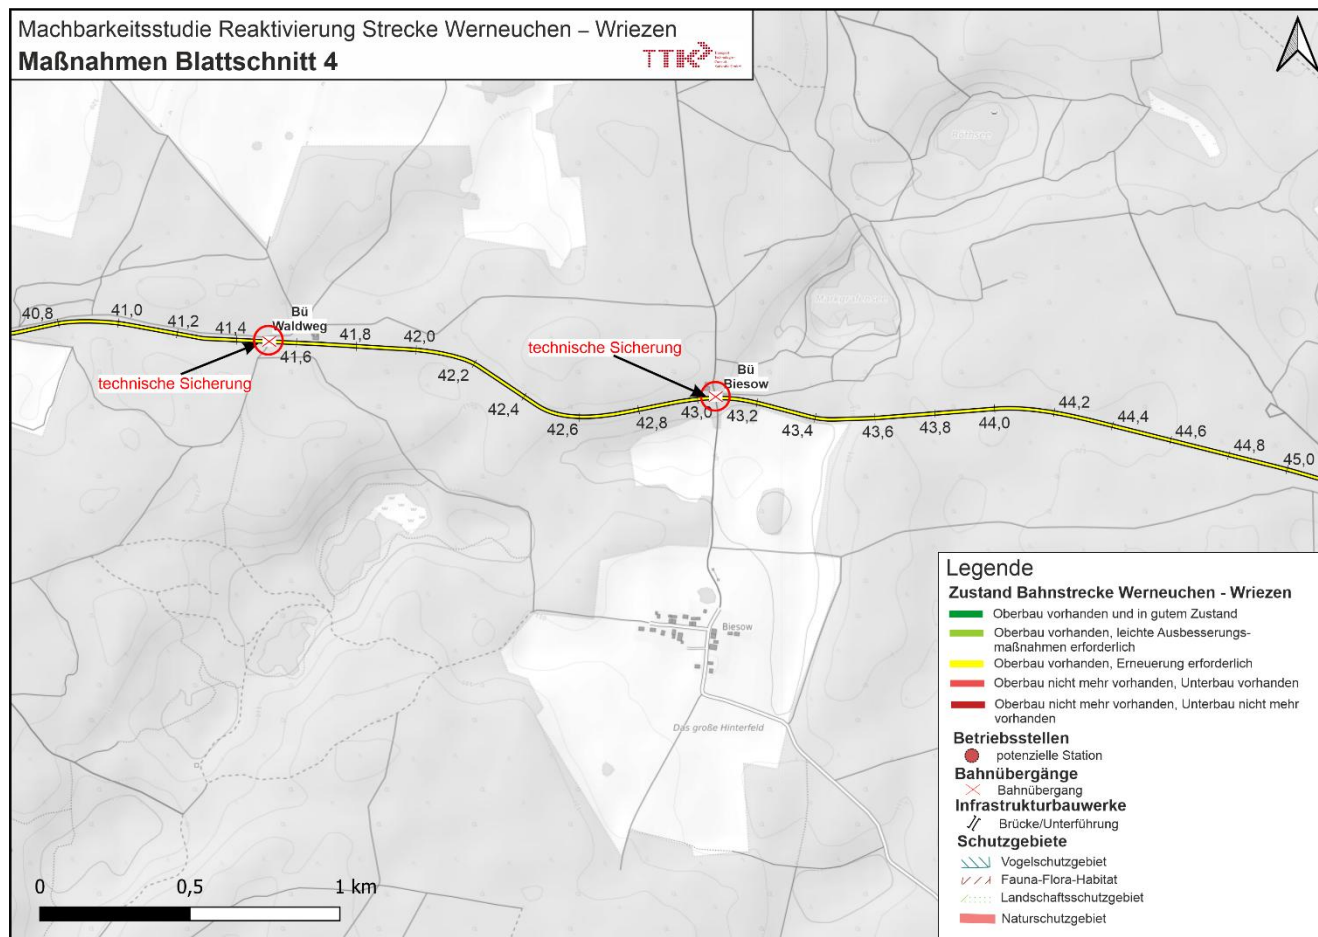 Machbarkeitsstudie Reaktivierung Strecke Werneuchen – Wriezen
Maßnahmen Blattschnitt 4
TTK
40,8
41,0
41,2
41,4
Bü
Waldweg
41,6
41,8
42,0
42,2
42,4
42,6
42,8
43,0
43,2
43,4
43,6
43,8
44,0
44,2
44,4
44,6
44,8
45,0
technische Sicherung
technische Sicherung
Bü
Biesow
Biesow
Das große Hinterfeld
0
0,5
1 km
Legende
Zustand Bahnstrecke Werneuchen - Wriezen
Oberbau vorhanden und in gutem Zustand
Oberbau vorhanden, leichte Ausbesserungs-
maßnahmen erforderlich
Oberbau vorhanden, Erneuerung erforderlich
Oberbau nicht mehr vorhanden, Unterbau vorhanden
Oberbau nicht mehr vorhanden, Unterbau nicht mehr
vorhanden
Betriebsstellen
potenzielle Station
Bahnübergänge
Bahnübergang
Infrastrukturbauwerke
Brücke/Unterführung
Schutzgebiete
Vogelschutzgebiet
Fauna-Flora-Habitat
Landschaftsschutzgebiet
Naturschutzgebiet